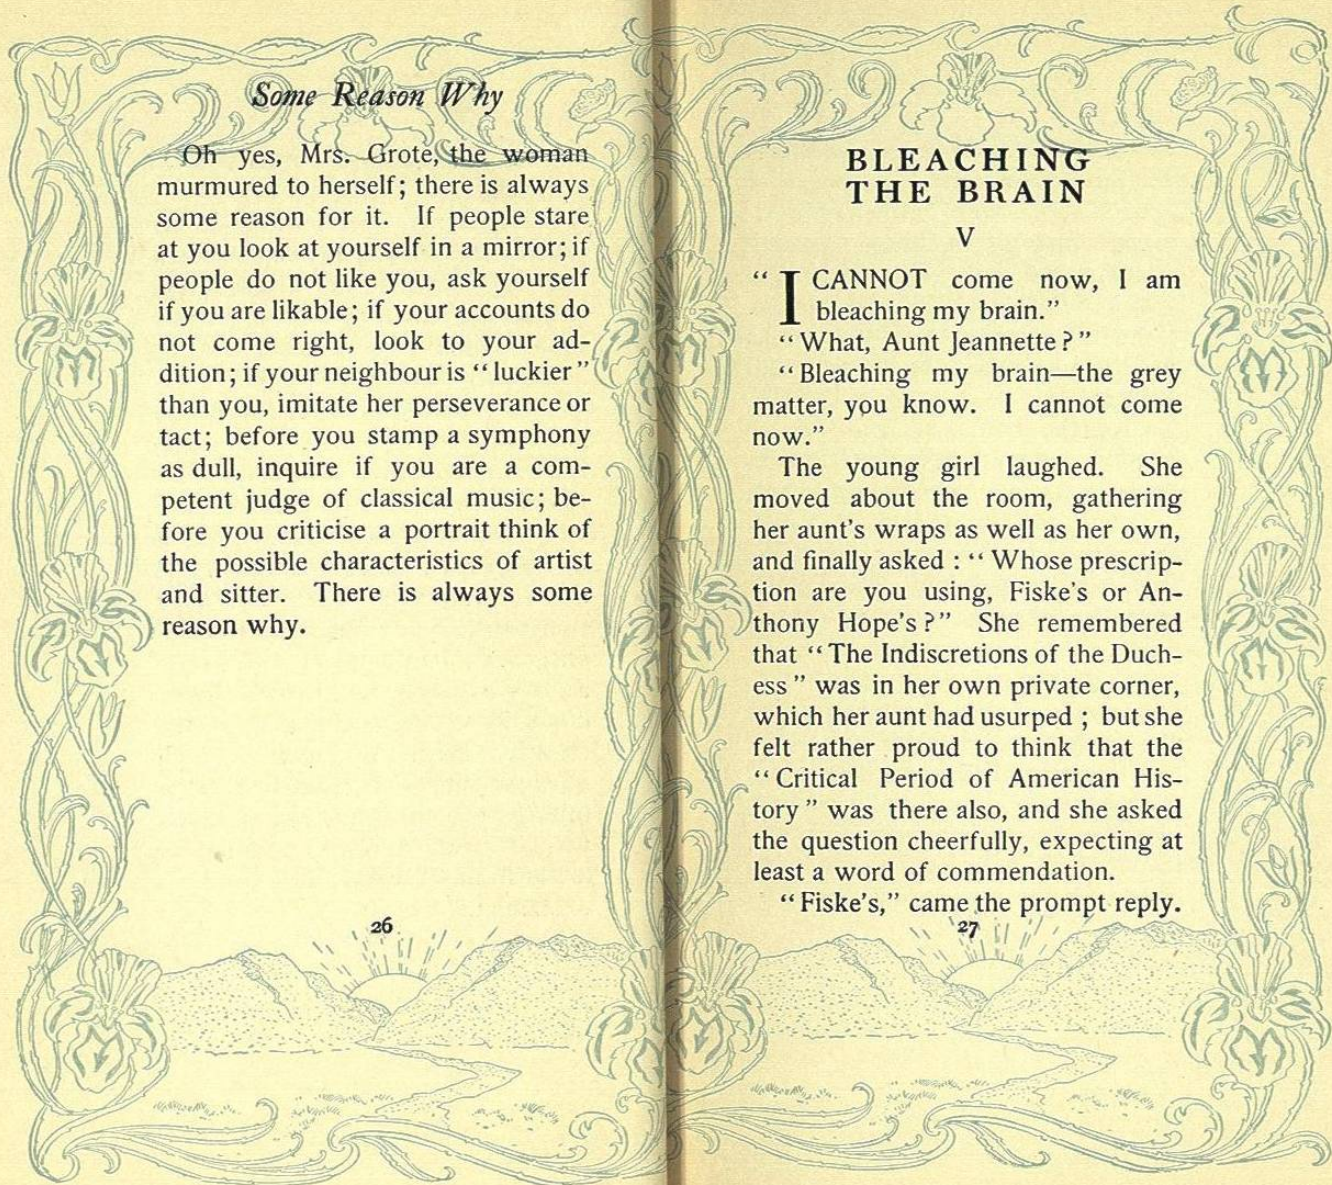 Some Reason Why
Oh yes, Mrs. Grote, the woman
murmured to herself; there is always
some reason for it. If people stare
at you look at yourself in a mirror; if
people do not like you, ask yourself
if you are likable; if your accounts do
not come right, look to your ad-
dition; if your neighbour is “luckier”
than you, imitate her perseverance or
tact; before you stamp a symphony
as dull, inquire if you are a com-
petent judge of classical music; be-
fore you criticise a portrait think of
the possible characteristics of artist
and sitter. There is always some
reason why.
26
BLEACHING
THE BRAIN
V
“I CANNOT come now, I am
bleaching my brain.”
“What, Aunt Jeannette?”
“Bleaching my brain—the grey
matter, you know. I cannot come
now.”
The young girl laughed. She
moved about the room, gathering
her aunt's wraps as well as her own,
and finally asked: “Whose prescrip-
tion are you using, Fiske's or An-
thony Hope's?” She remembered
that “The Indiscretions of the Duch-
ess” was in her own private corner,
which her aunt had usurped; but she
felt rather proud to think that the
“Critical Period of American His-
tory” was there also, and she asked
the question cheerfully, expecting at
least a word of commendation.
“Fiske's,” came the prompt reply.
27